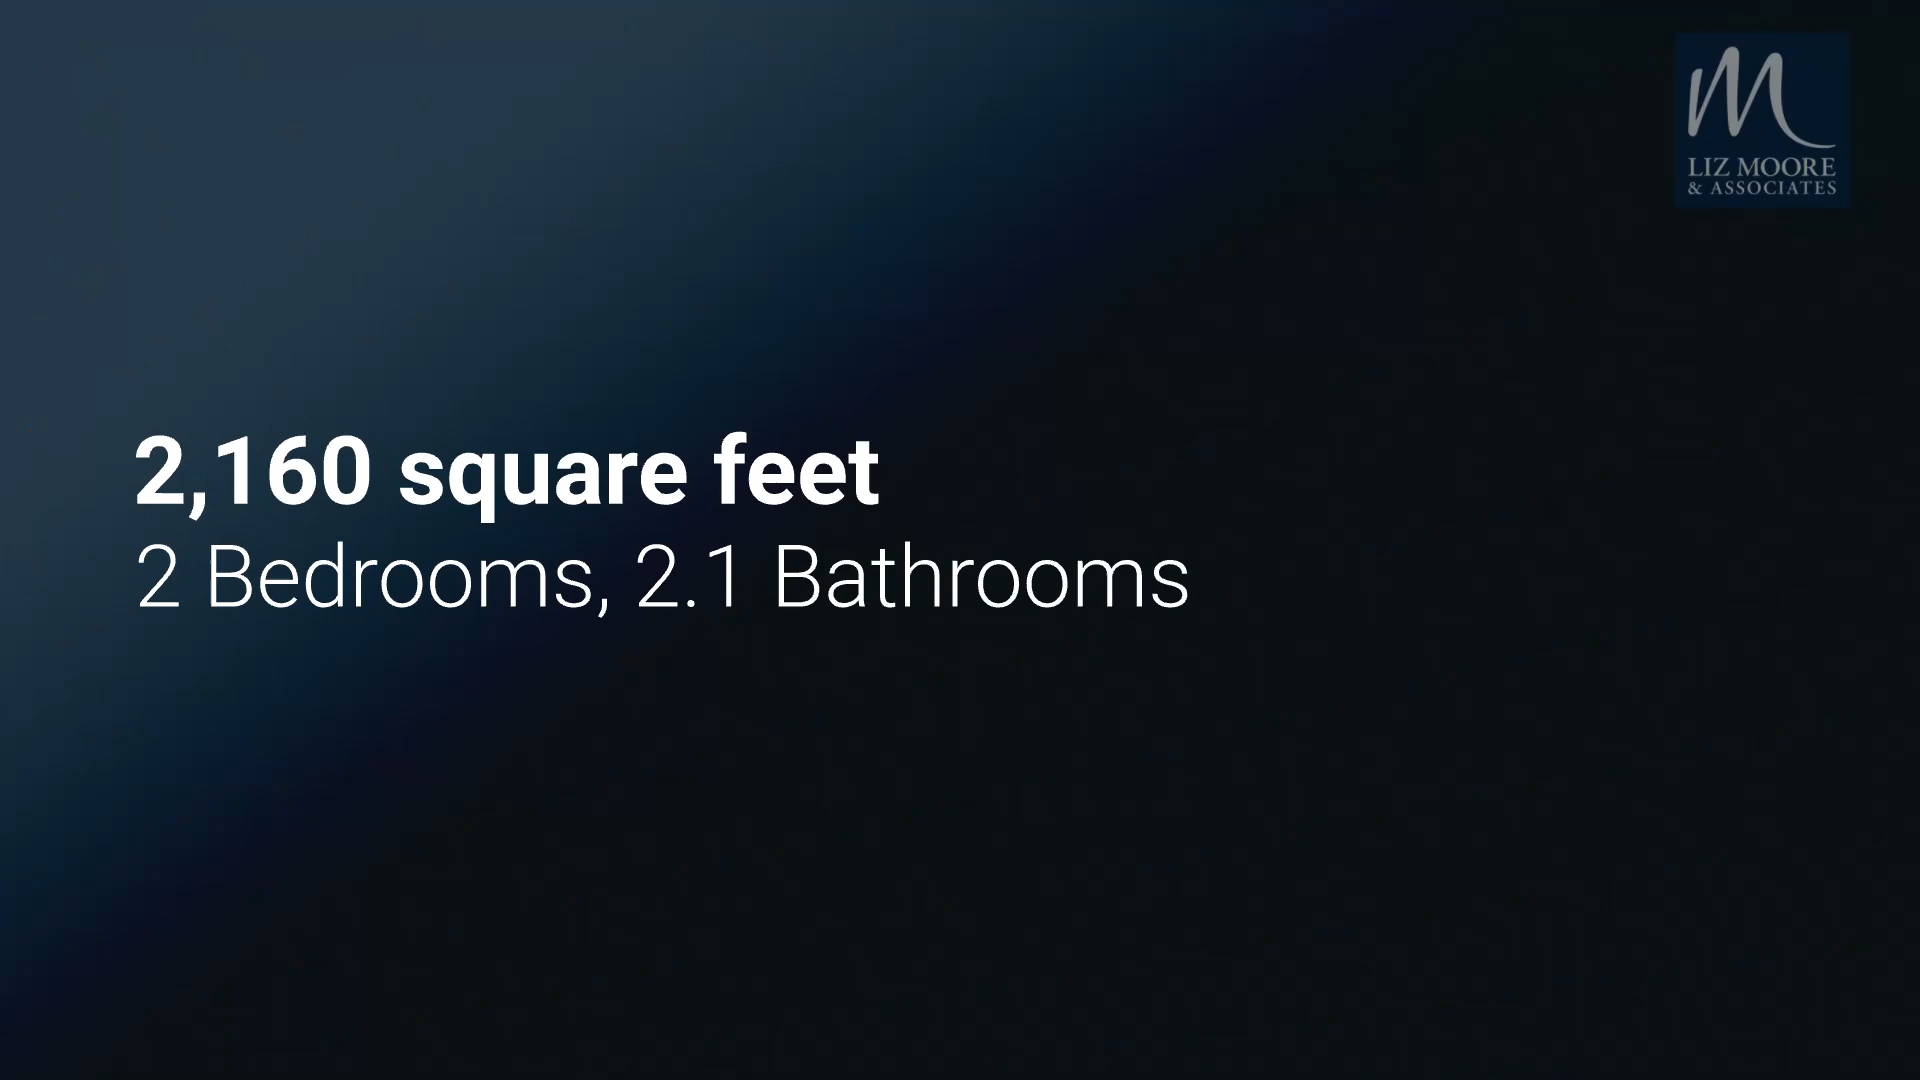 LIZ MOORE
& ASSOCIATES
2,160 square feet
2 Bedrooms, 2.1 Bathrooms